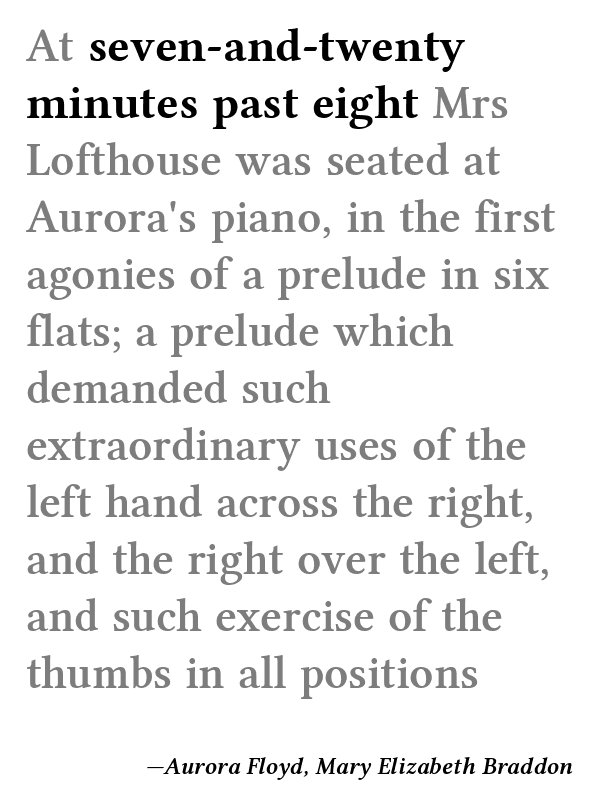 At seven-and-twenty
minutes past eight Mrs
Lofthouse was seated at
Aurora's piano, in the first
agonies of a prelude in six
flats; a prelude which
demanded such
extraordinary uses of the
left hand across the right,
and the right over the left,
and such exercise of the
thumbs in all positions
—Aurora Floyd, Mary Elizabeth Braddon